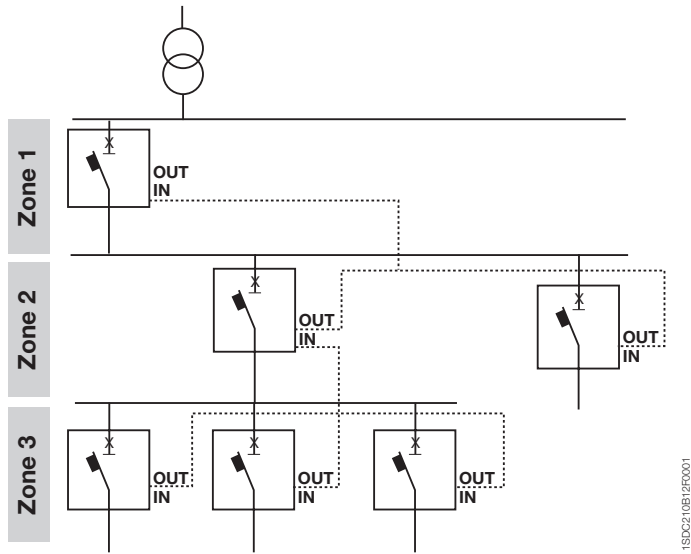 Zone 1
OUT
IN
Zone 2
OUT
IN
OUT
IN
Zone 3
OUT
IN
OUT
IN
OUT
IN
1SDC210B12F0001